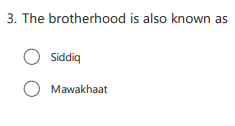 3. The brotherhood is also known as
Siddiq
Mawakhaat